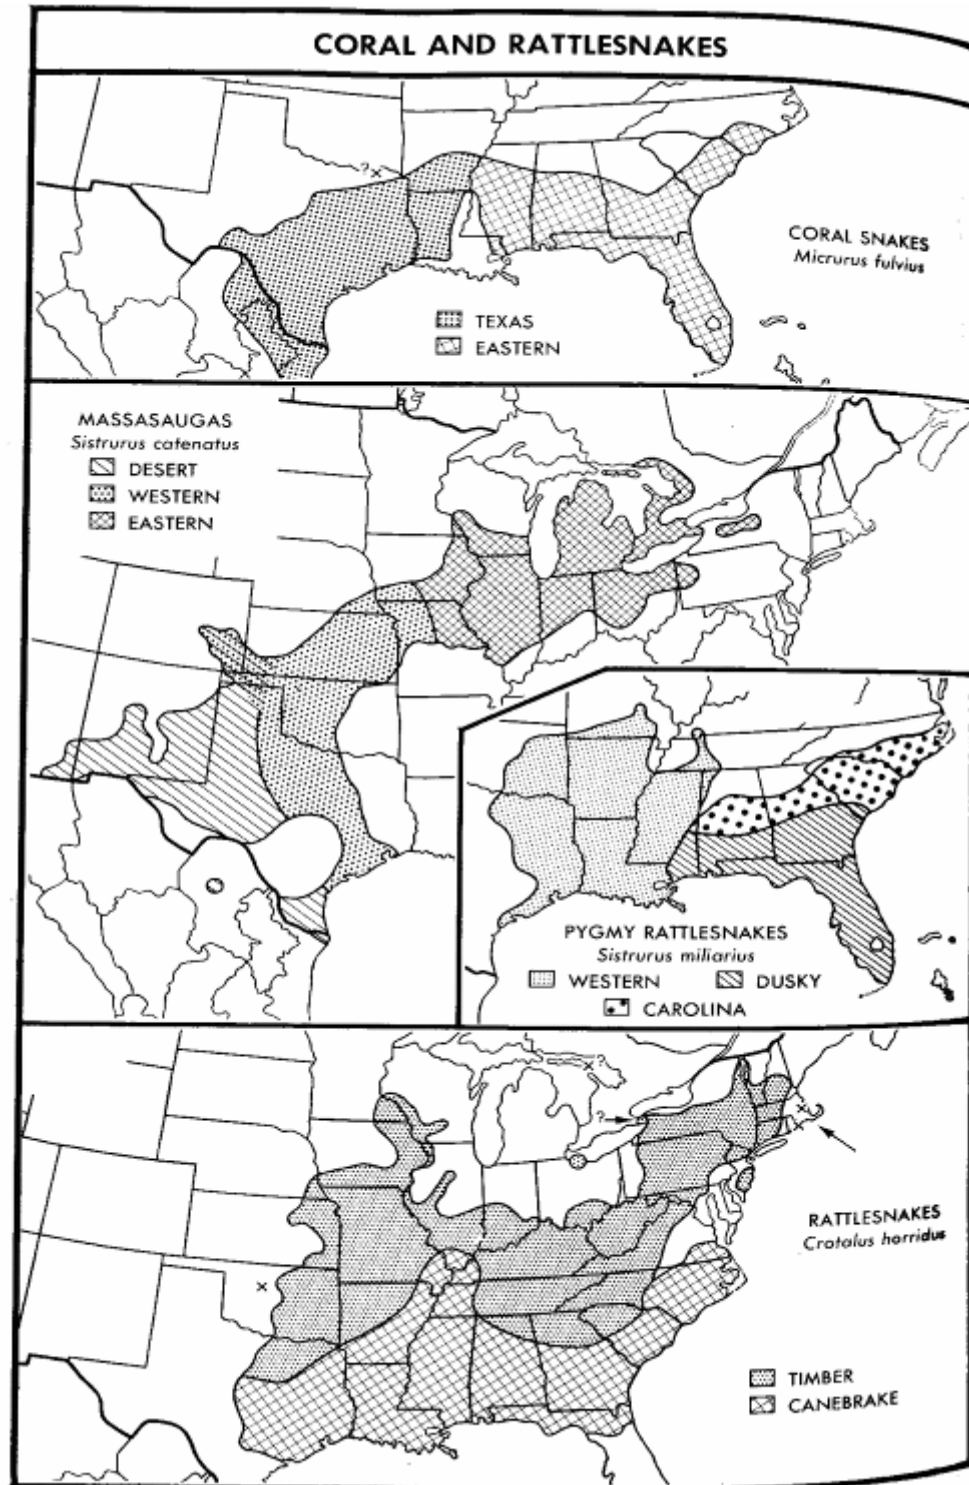 CORAL AND RATTLESNAKES
? x
CORAL SNAKES
Micrurus fulvius
TEXAS
EASTERN
MASSASAUGAS
Sistrurus catenatus
DESERT
WESTERN
EASTERN
PYGMY RATTLESNAKES
Sistrurus miliarius
WESTERN
DUSKY
CAROLINA
x ?
?
x
x
RATTLESNAKES
Crotalus horridus
x
TIMBER
CANEBRAKE